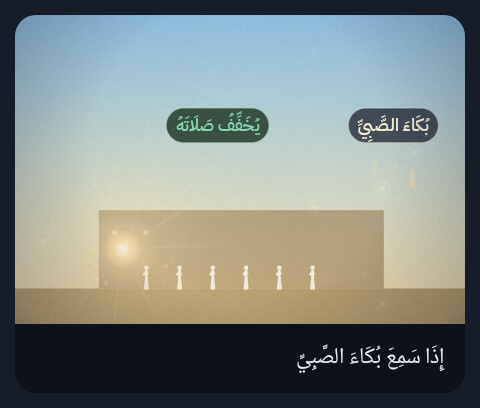 بُكَاءَ الصَّبِيِّ
يُخَفِّفُ صَلَاتَهُ
إِذَا سَمِعَ بُكَاءَ الصَّبِيِّ